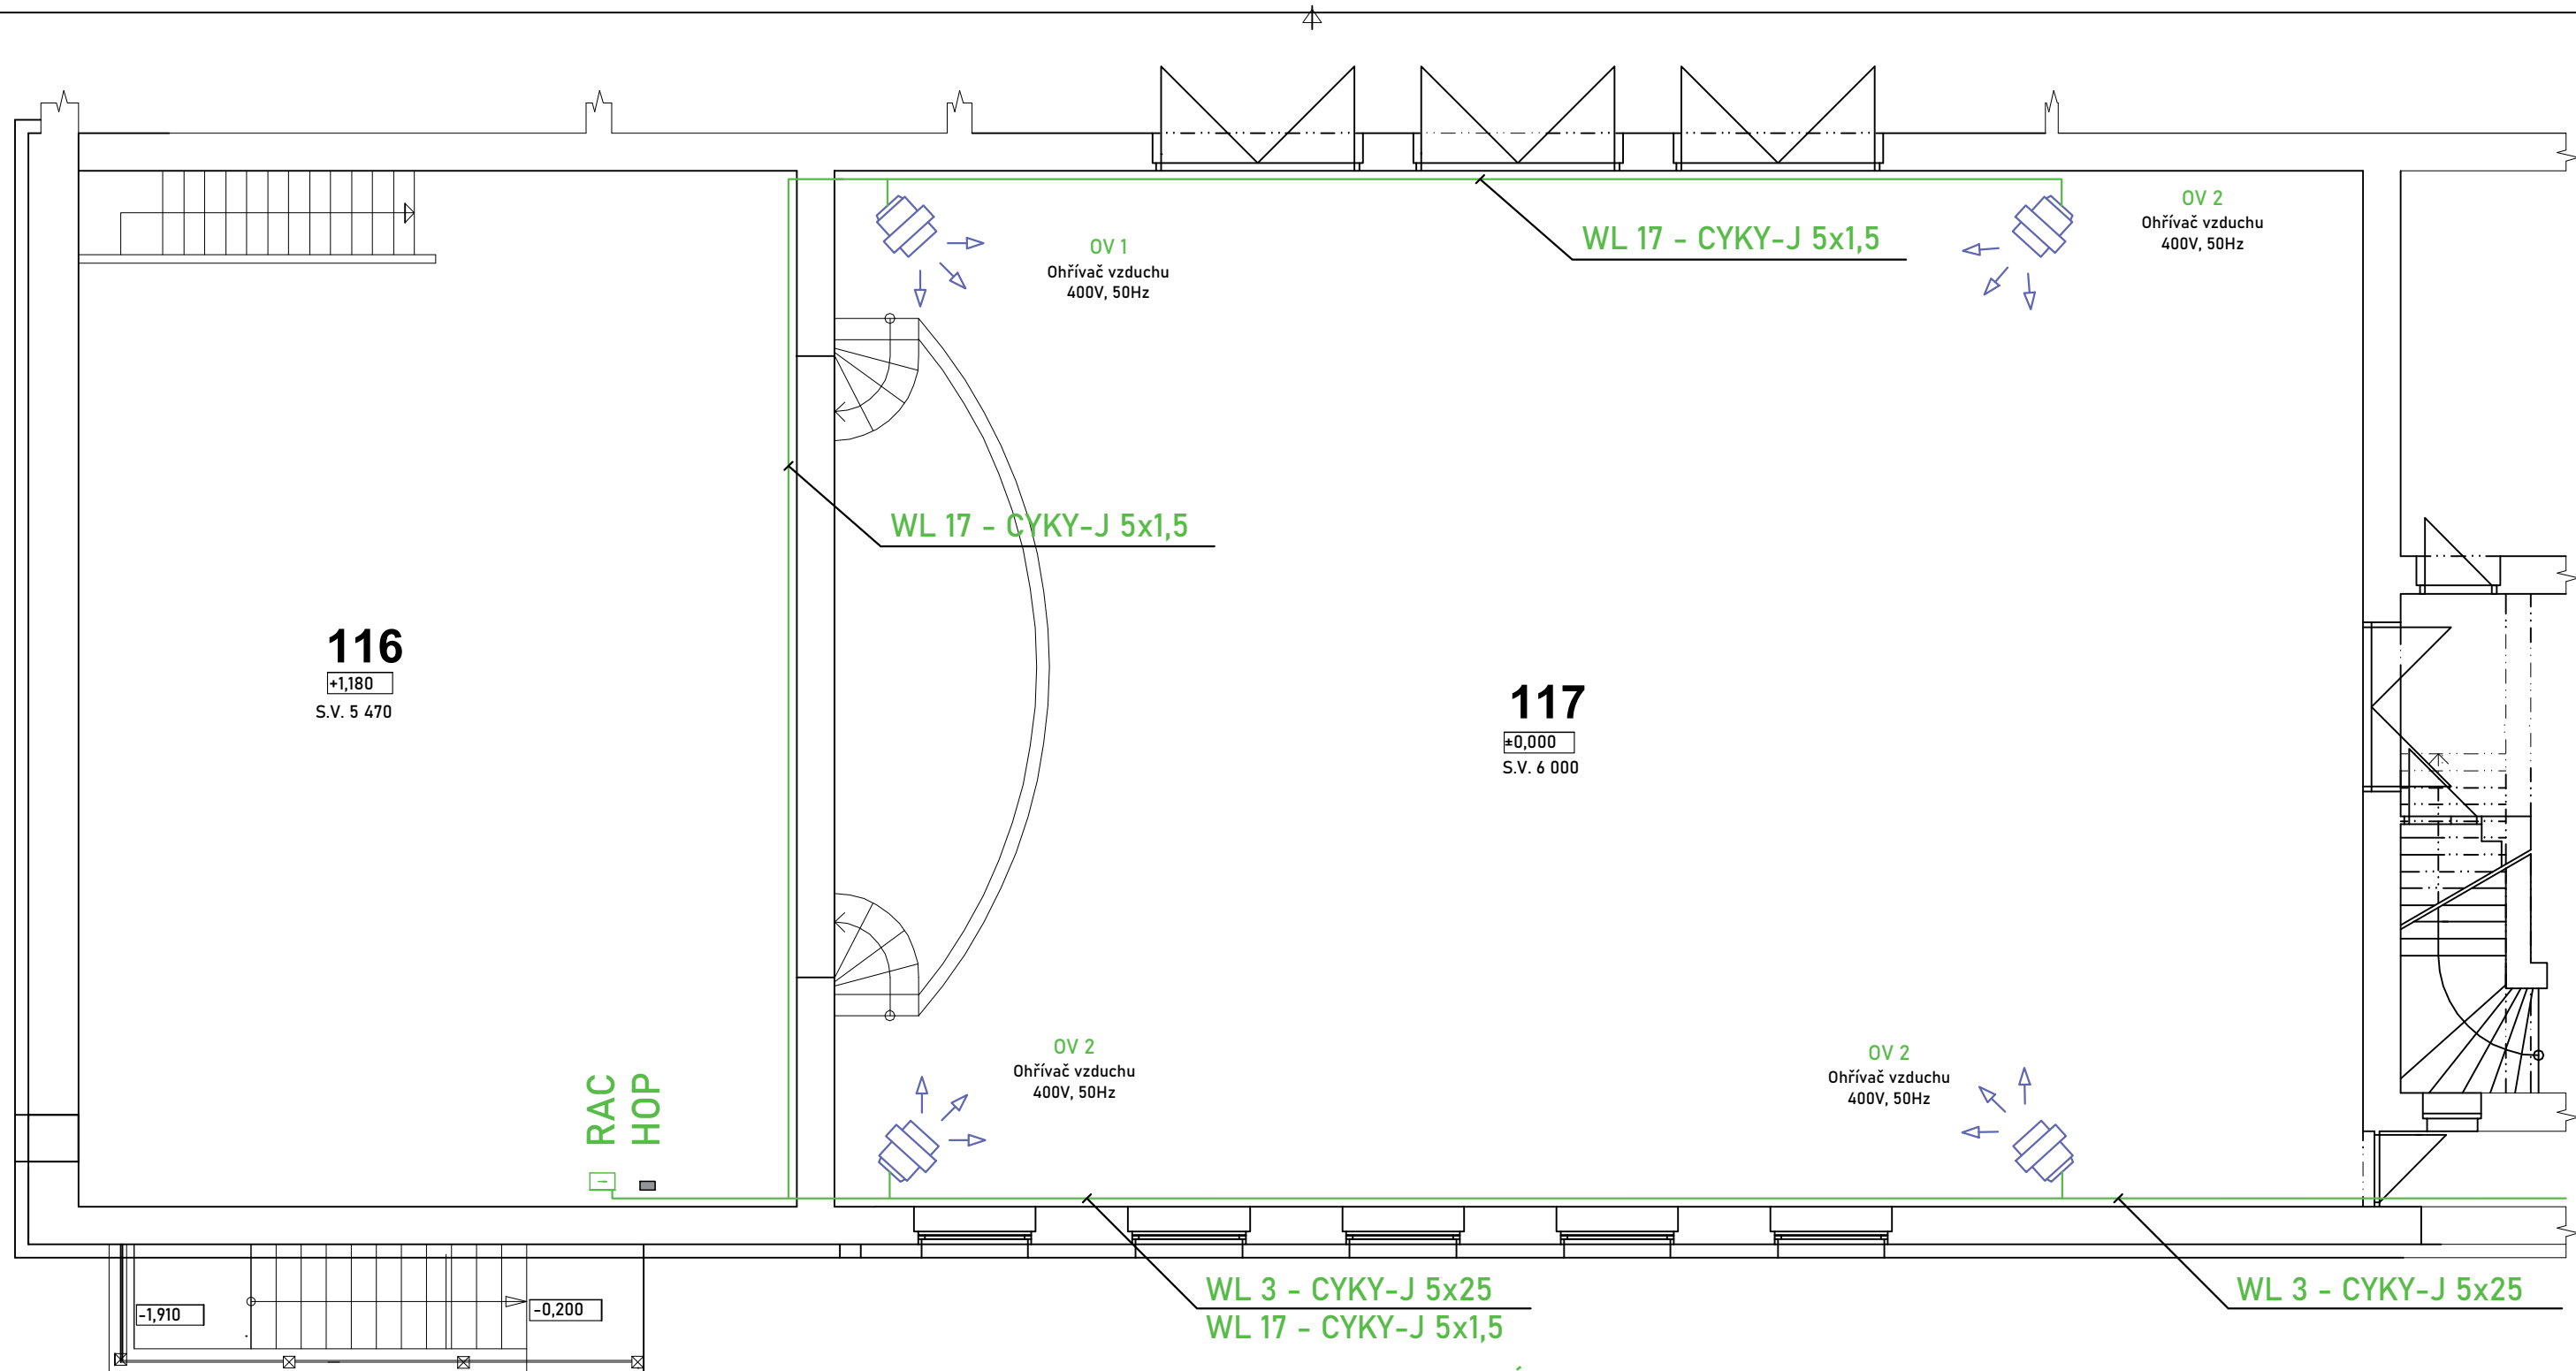 OV 2
Ohřívač vzduchu
400V, 50Hz
WL 17 - CYKY-J 5x1,5
OV 1
Ohřívač vzduchu
400V, 50Hz
WL 17 - CYKY-J 5x1,5
116
+1,180
S.V. 5 470
117
±0,000
S.V. 6 000
OV 2
Ohřívač vzduchu
400V, 50Hz
OV 2
Ohřívač vzduchu
400V, 50Hz
RAC
HOP
WL 3 - CYKY-J 5x25
WL 17 - CYKY-J 5x1,5
WL 3 - CYKY-J 5x25
-1,910
-0,200